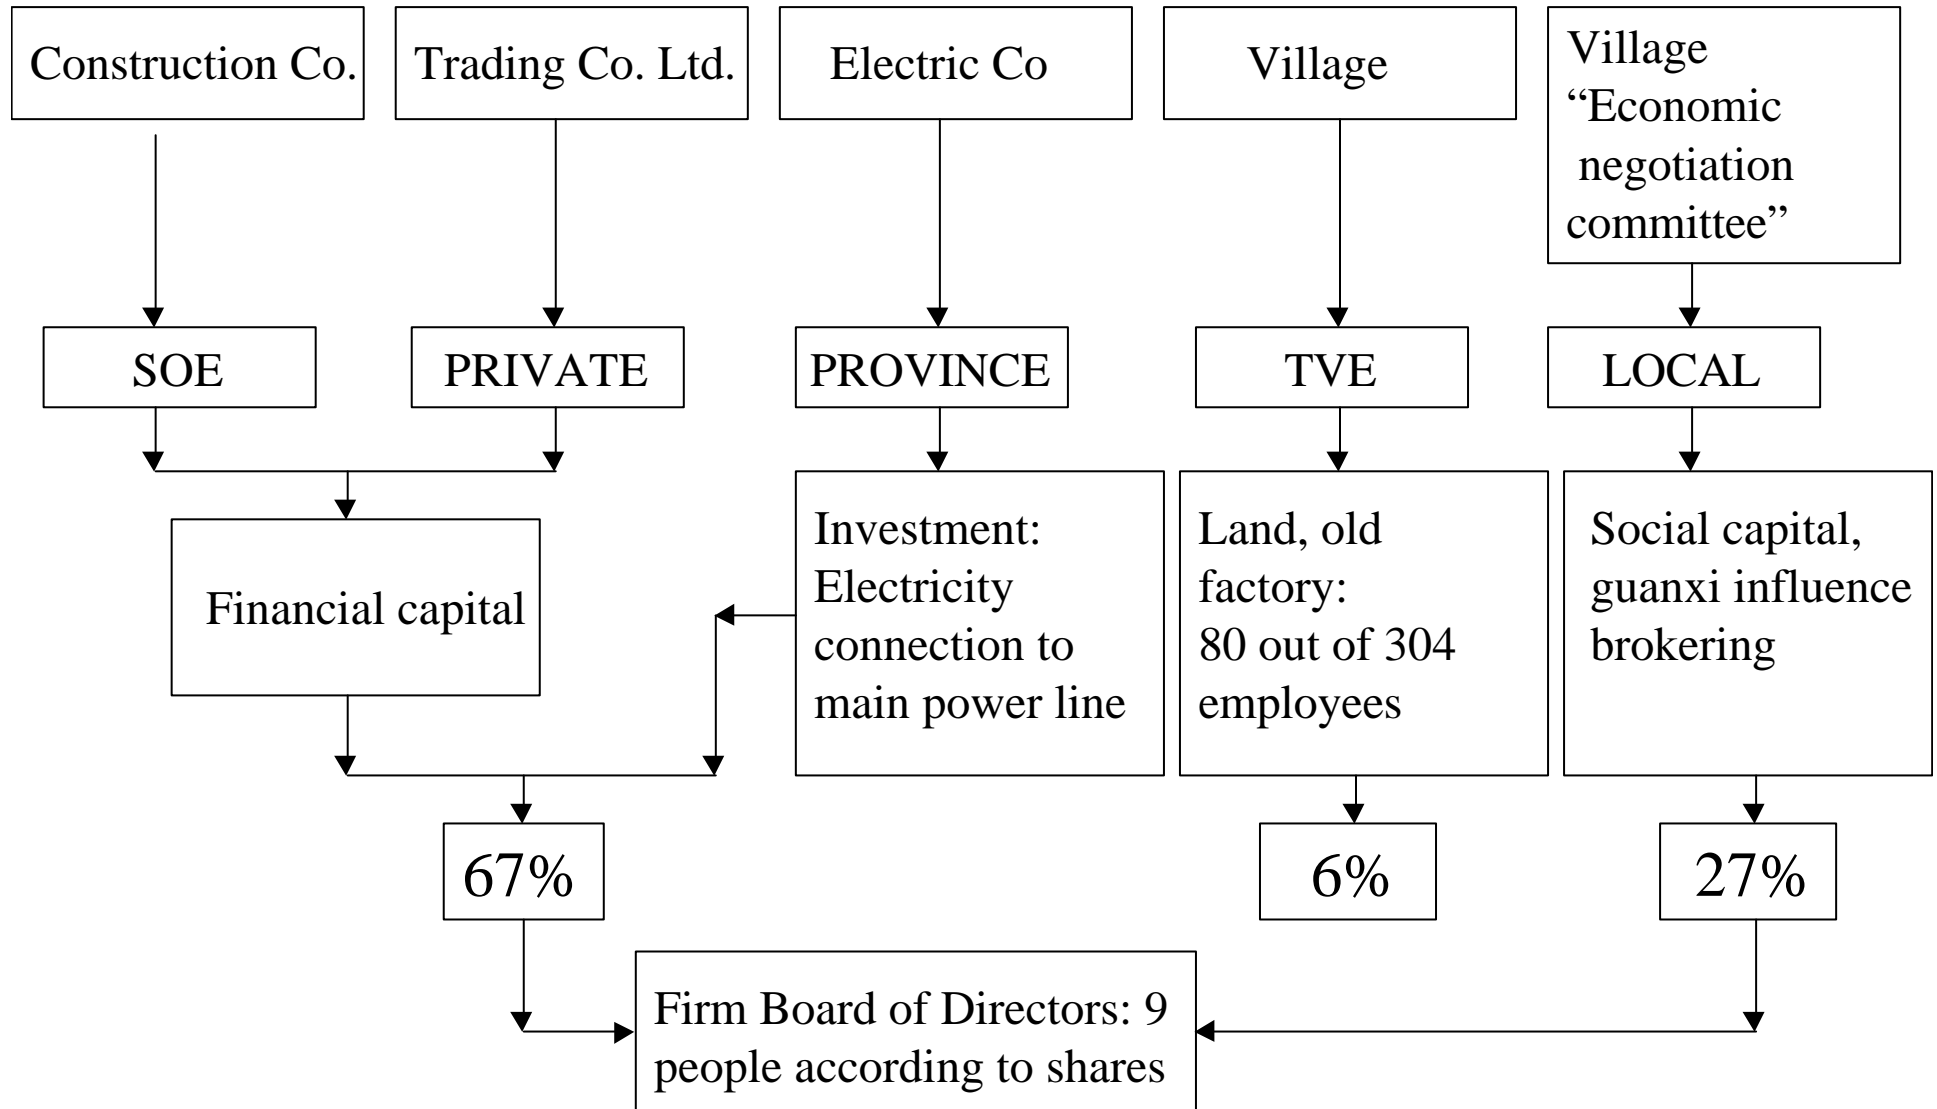 Construction Co.
Trading Co. Ltd.
Electric Co
Village
Village
“Economic
negotiation
committee”
SOE
PRIVATE
PROVINCE
TVE
LOCAL
Financial capital
Investment:
Electricity
connection to
main power line
Land, old
factory:
80 out of 304
employees
Social capital,
guanxi influence
brokering
67%
6%
27%
Firm Board of Directors: 9
people according to shares